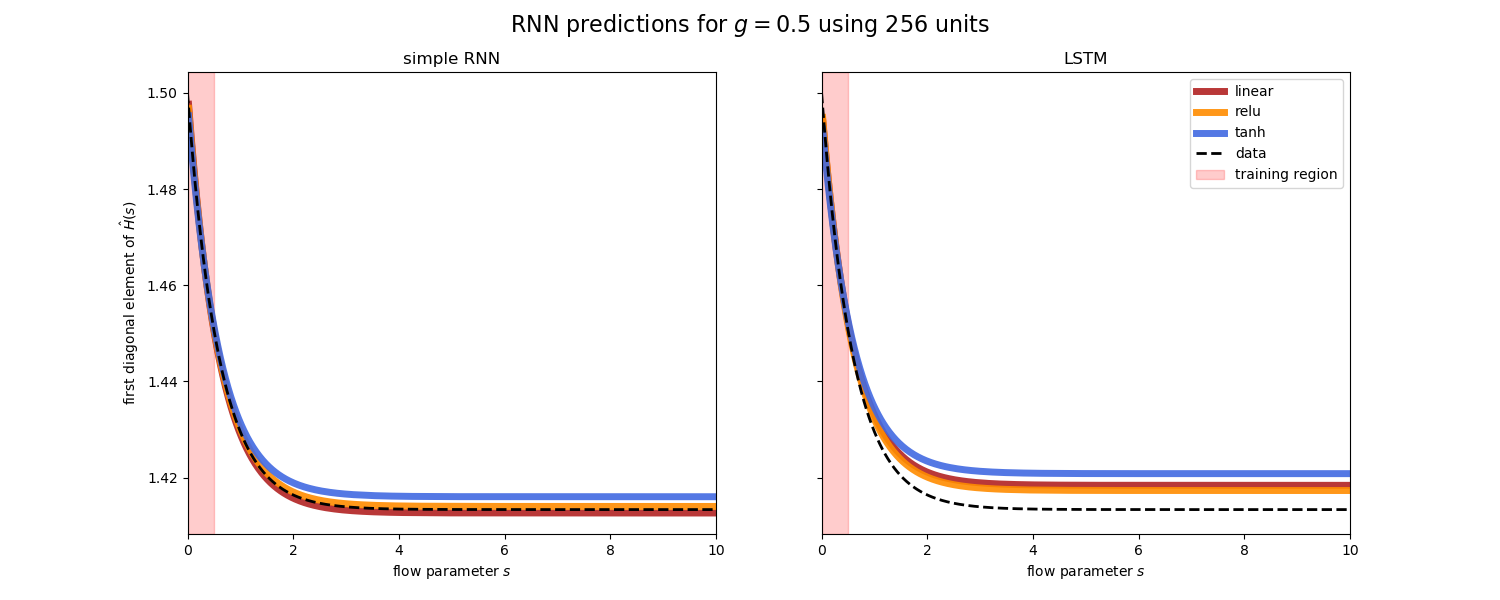 RNN predictions for g = 0.5 using 256 units
simple RNN
1.50
1.48
1.46
1.44
1.42
first diagonal element of Ĥ(s)
0 2 4 6 8 10
flow parameter s
LSTM
linear
relu
tanh
data
training region
0 2 4 6 8 10
flow parameter s